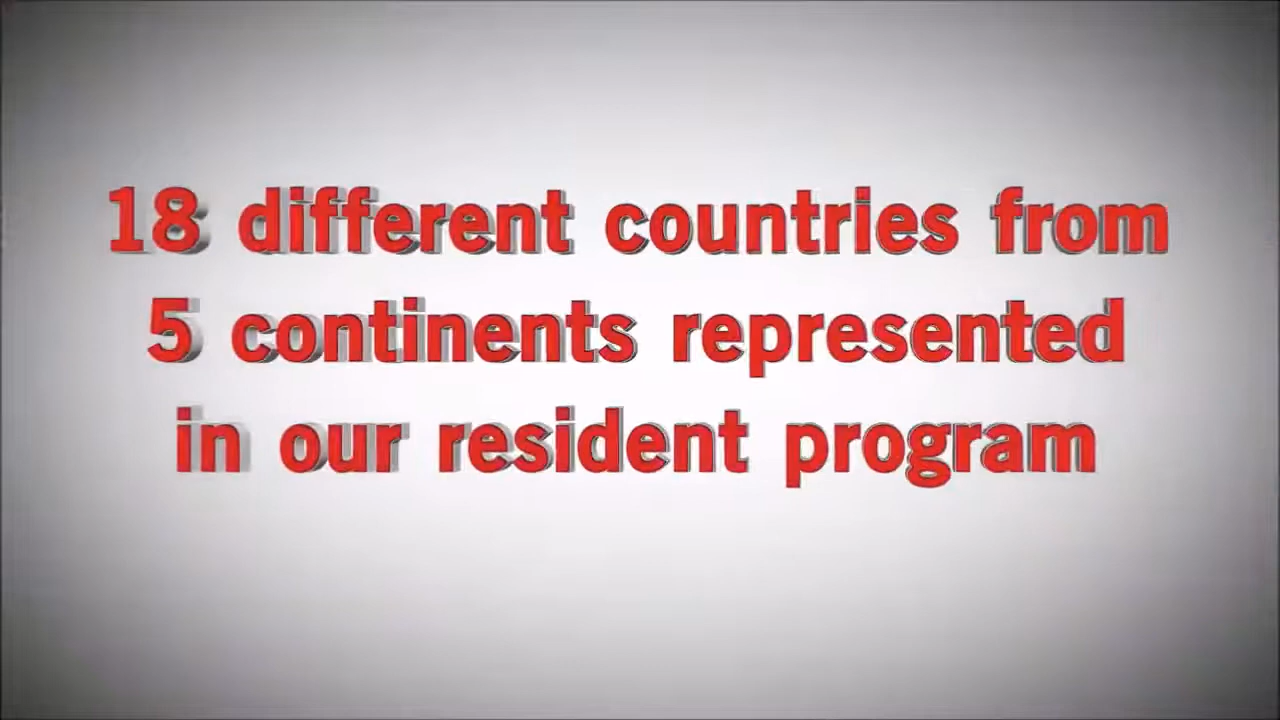 18 different countries from
5 continents represented
in our resident program